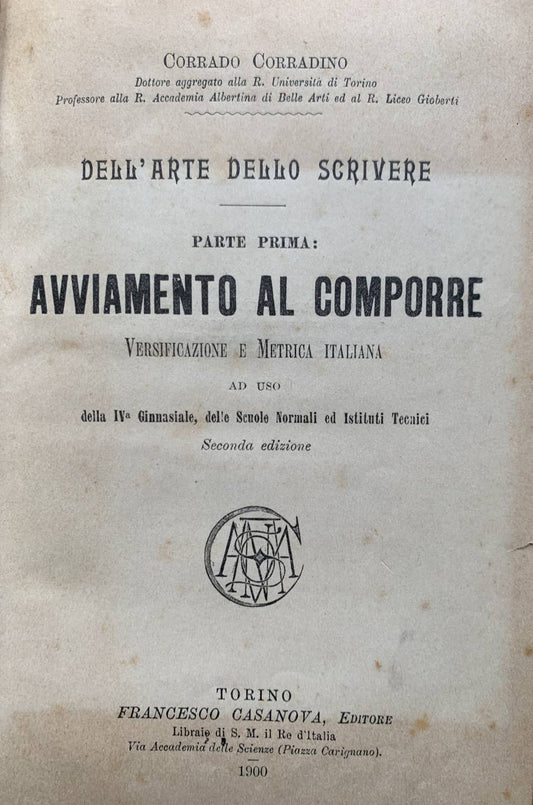 CORRADO CORRADINO
Dottore aggregato alla R. Università di Torino
Professore alla R. Accademia Albertina di Belle Arti ed al R. Liceo Gioberti
DELL'ARTE DELLO SCRIVERE
PARTE PRIMA:
AVVIAMENTO AL COMPORRE
VERSIFICAZIONE E METRICA ITALIANA
AD USO
della IVª Ginnasiale, delle Scuole Normali ed Istituti Tecnici
Seconda edizione
TORINO
FRANCESCO CASANOVA, EDITORE
Libraio di S. M. il Re d'Italia
Via Accademia delle Scienze (Piazza Carignano).
1900